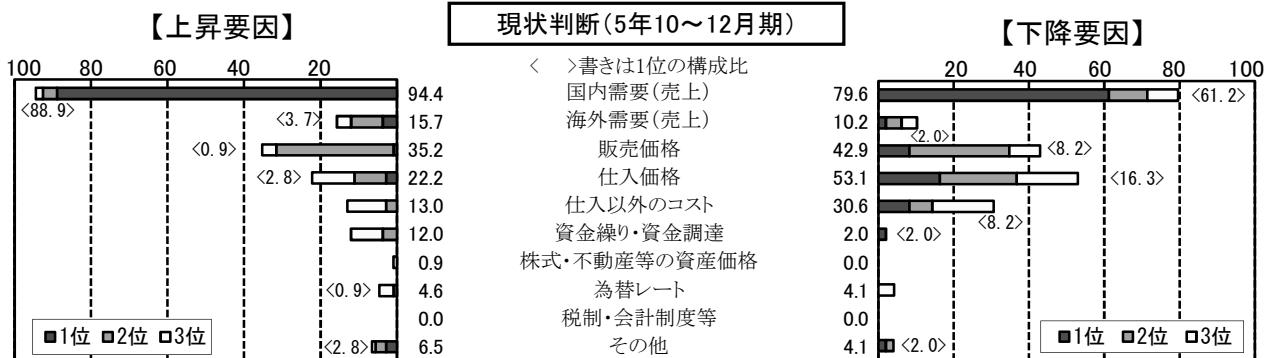 【上昇要因】
現状判断(5年10～12月期)
【下降要因】
< >書きは1位の構成比
100 80 60 40 20
20 40 60 80 100
<88.9> 94.4 国内需要(売上) 79.6 <61.2>
<3.7> 15.7 海外需要(売上) 10.2 <2.0>
<0.9> 35.2 販売価格 42.9 <8.2>
<2.8> 22.2 仕入価格 53.1 <16.3>
13.0 仕入以外のコスト 30.6 <8.2>
12.0 資金繰り・資金調達 2.0 <2.0>
0.9 株式・不動産等の資産価格 0.0
<0.9> 4.6 為替レート 4.1
0.0 税制・会計制度等 0.0
<2.8> 6.5 その他 4.1 <2.0>
1位 2位 3位
1位 2位 3位